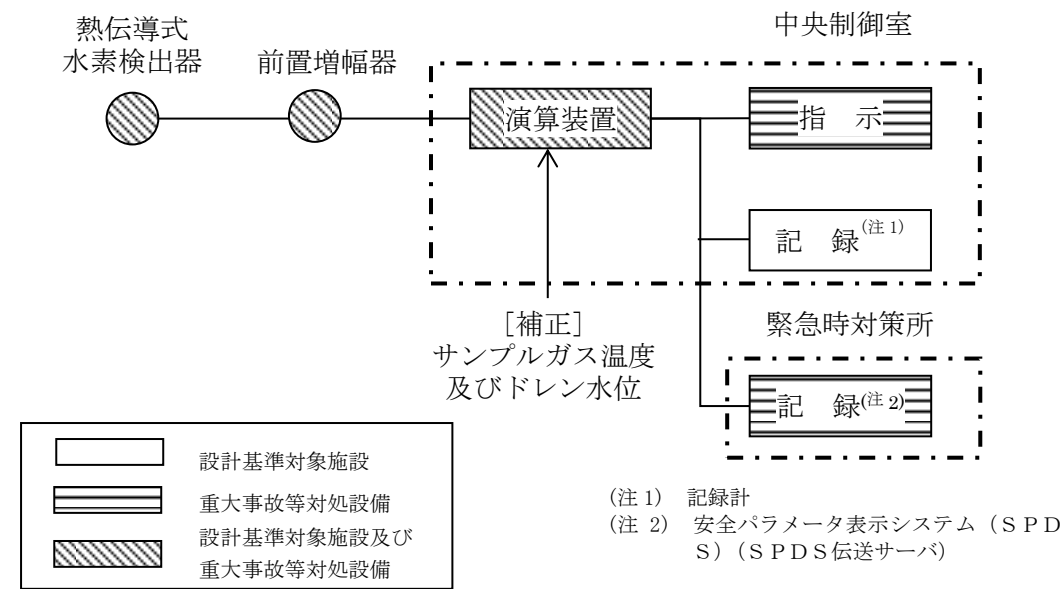 中央制御室
熱伝導式
水素検出器
前置増幅器
演算装置
指　示
記　録(注1)
［補正］
サンプルガス温度
及びドレン水位
緊急時対策所
記　録(注2)
設計基準対象施設
重大事故等対処設備
設計基準対象施設及び
重大事故等対処設備
(注1)　記録計
(注 2)　安全パラメータ表示システム（ＳＰＤ
Ｓ）（ＳＰＤＳ伝送サーバ）